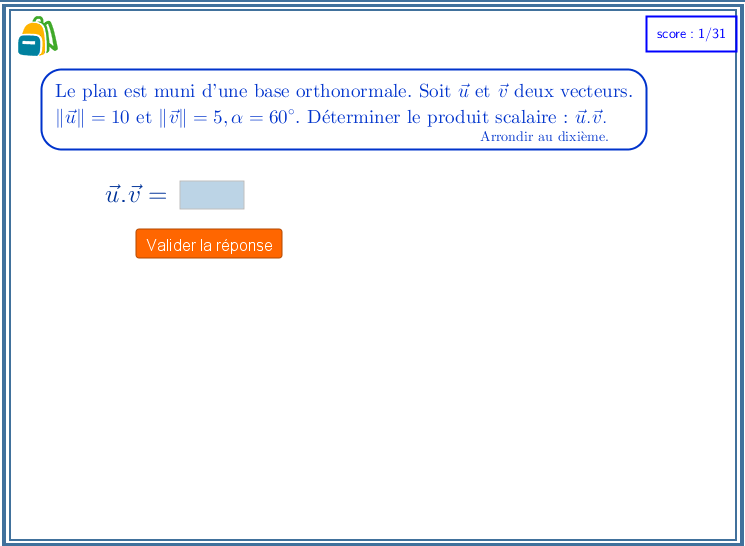 score : 1/31
Le plan est muni d'une base orthonormale. Soit $\vec{u}$ et $\vec{v}$ deux vecteurs.
$\|\vec{u}\| = 10$ et $\|\vec{v}\| = 5, \alpha = 60^\circ$. Déterminer le produit scalaire : $\vec{u}.\vec{v}$.
Arrondir au dixième.
$\vec{u}.\vec{v} =$
Valider la réponse